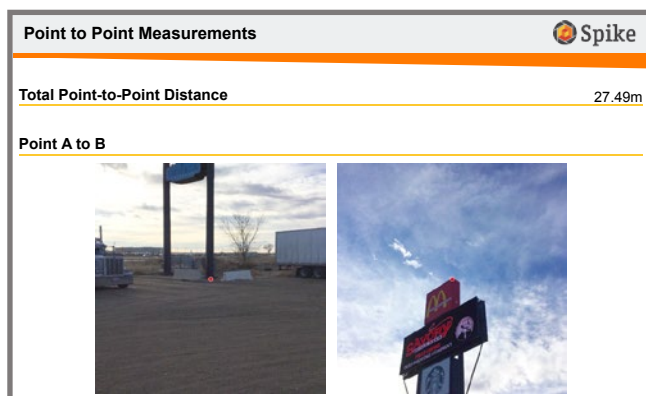 Point to Point Measurements
Spike
Total Point-to-Point Distance 27.49m
Point A to B